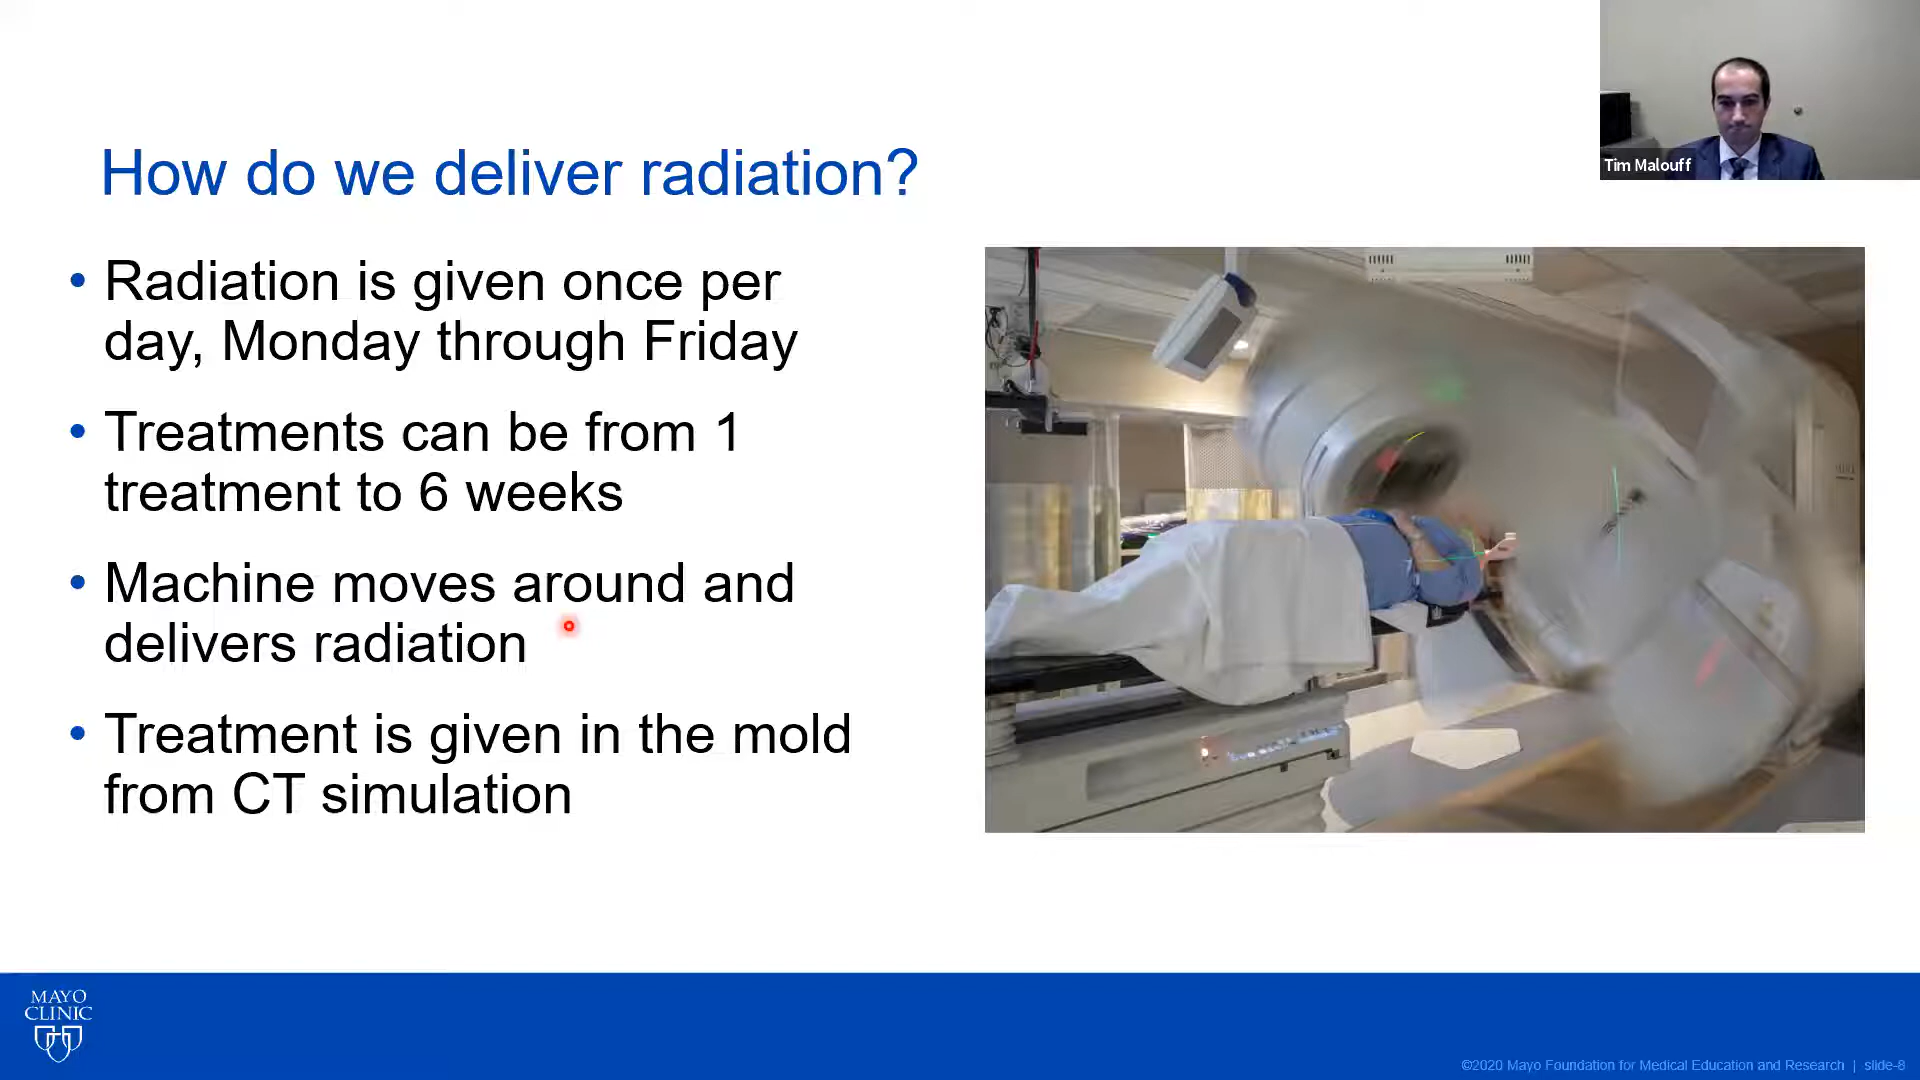 Tim Malouff
How do we deliver radiation?
• Radiation is given once per
day, Monday through Friday
• Treatments can be from 1
treatment to 6 weeks
• Machine moves around and
delivers radiation
• Treatment is given in the mold
from CT simulation
MAYO
CLINIC
©2020 Mayo Foundation for Medical Education and Research | slide-8